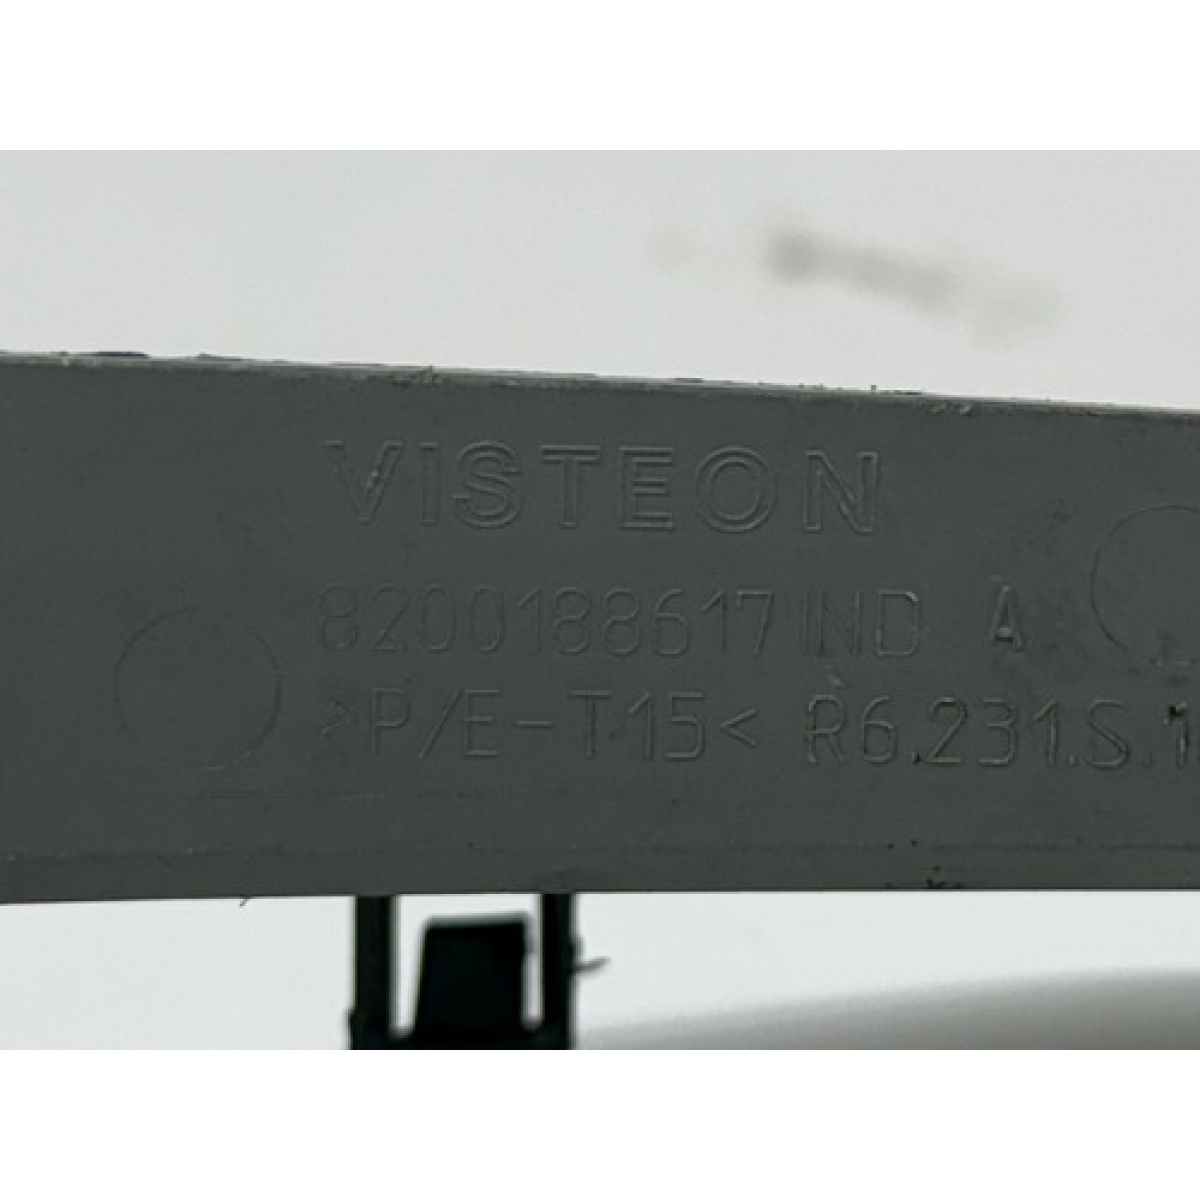 VISTEON
8200188617 IND A
>P/E-T15< R6.231.S.1